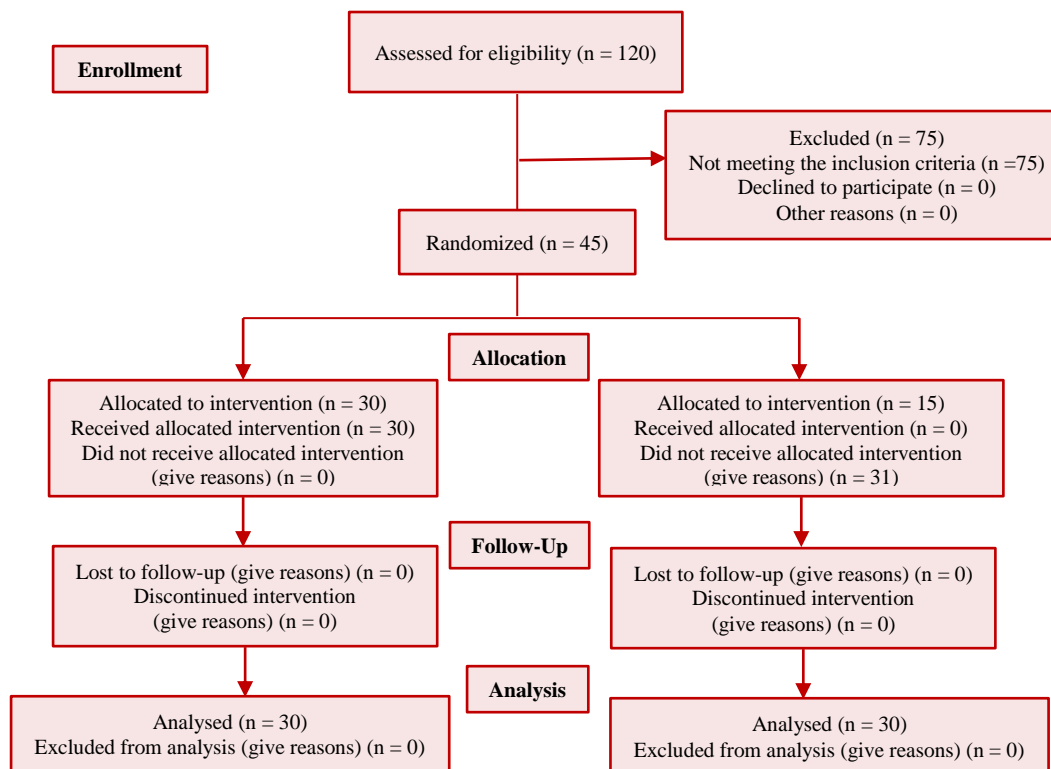 Enrollment
Assessed for eligibility (n = 120)
Excluded (n = 75)
Not meeting the inclusion criteria (n =75)
Declined to participate (n = 0)
Other reasons (n = 0)
Randomized (n = 45)
Allocation
Allocated to intervention (n = 30)
Received allocated intervention (n = 30)
Did not receive allocated intervention
(give reasons) (n = 0)
Allocated to intervention (n = 15)
Received allocated intervention (n = 0)
Did not receive allocated intervention
(give reasons) (n = 31)
Follow-Up
Lost to follow-up (give reasons) (n = 0)
Discontinued intervention
(give reasons) (n = 0)
Lost to follow-up (give reasons) (n = 0)
Discontinued intervention
(give reasons) (n = 0)
Analysis
Analysed (n = 30)
Excluded from analysis (give reasons) (n = 0)
Analysed (n = 30)
Excluded from analysis (give reasons) (n = 0)